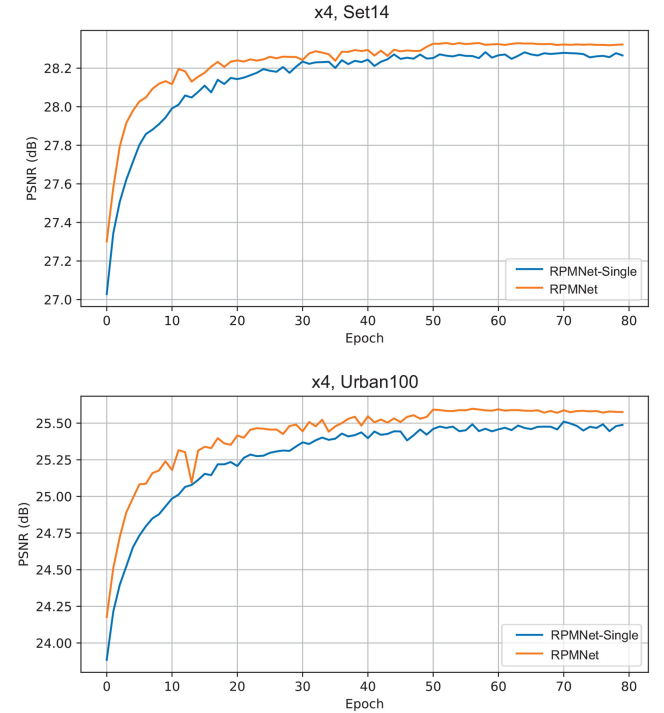 x4, Set14
PSNR (dB)
28.2
28.0
27.8
27.6
27.4
27.2
27.0
RPMNet-Single
RPMNet
0 10 20 30 40 50 60 70 80
Epoch
x4, Urban100
PSNR (dB)
25.50
25.25
25.00
24.75
24.50
24.25
24.00
RPMNet-Single
RPMNet
0 10 20 30 40 50 60 70 80
Epoch